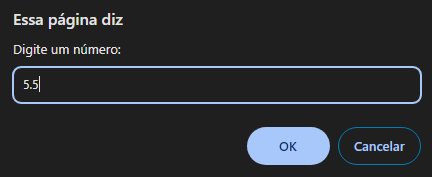 Essa página diz
Digite um número:
5.5
OK
Cancelar